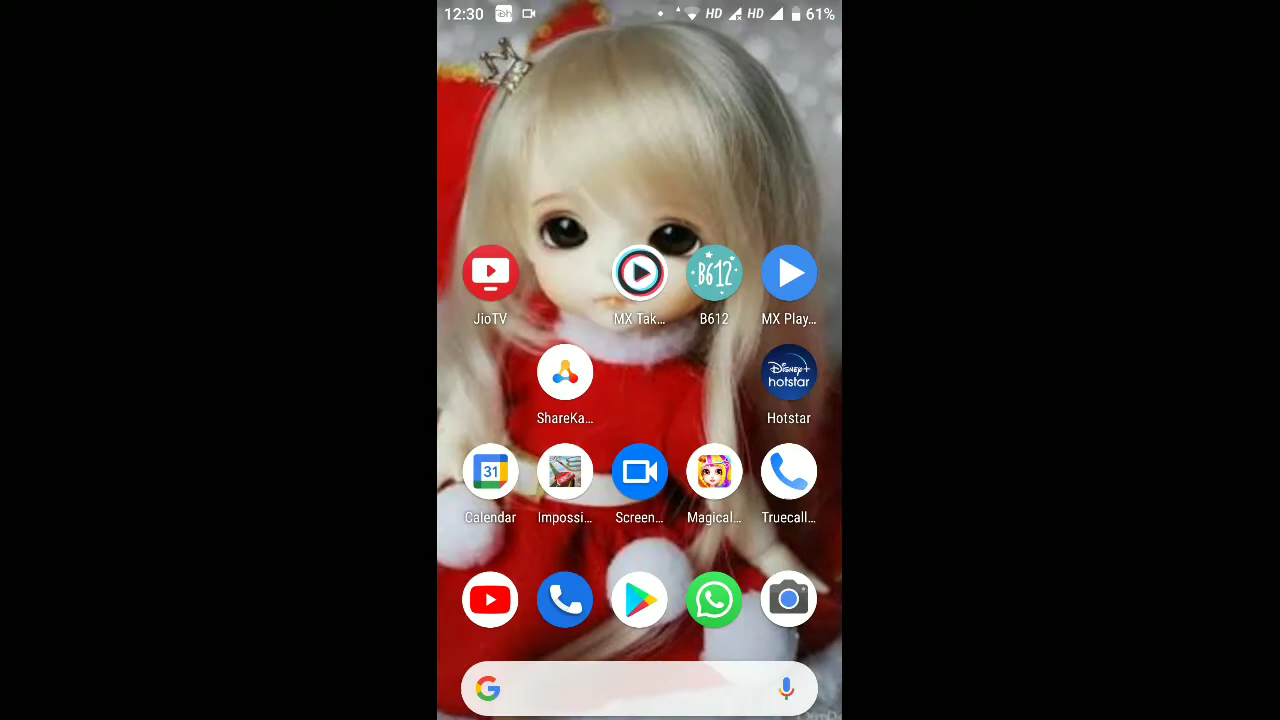 12:30 HD HD 61%
B612
JioTV MX Tak... B612 MX Play...
Disney+
hotstar
ShareKa... Hotstar
31
Calendar Impossi... Screen... Magical... Truecall...
G